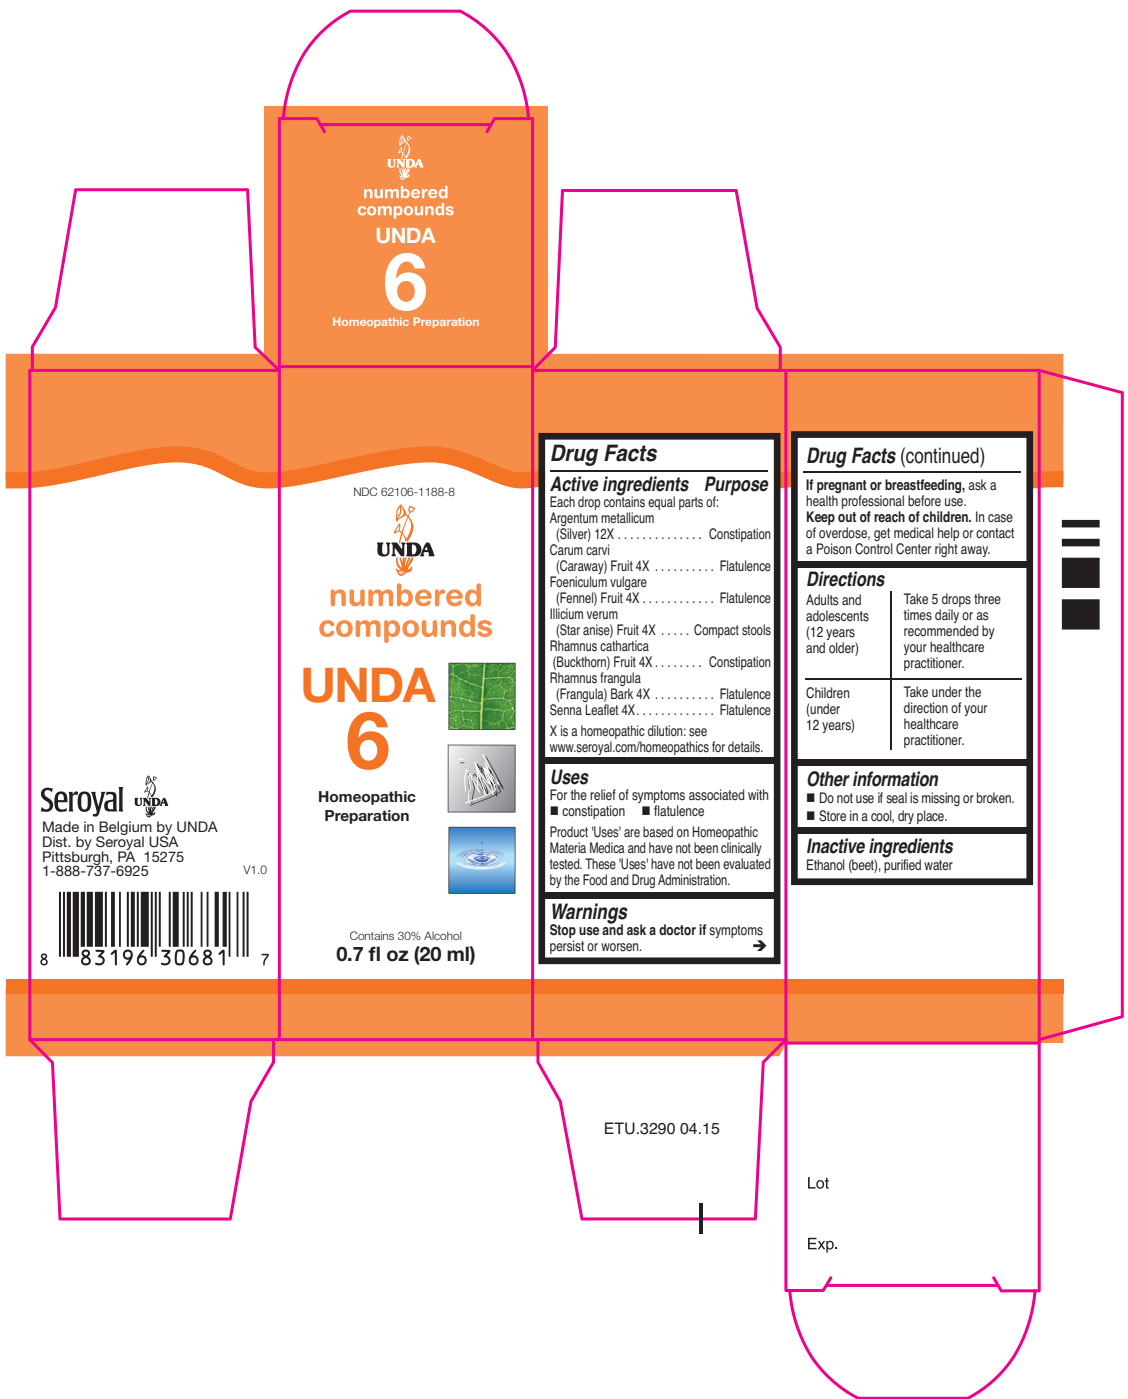 UNDA
numbered
compounds
UNDA
6
Homeopathic Preparation
Seroyal UNDA
Made in Belgium by UNDA
Dist. by Seroyal USA
Pittsburgh, PA 15275
1-888-737-6925
V1.0
8 83196 30681 7
NDC 62106-1188-8
UNDA
numbered
compounds
UNDA
6
Homeopathic
Preparation
Contains 30% Alcohol
0.7 fl oz (20 ml)
Drug Facts
Active ingredients Purpose
Each drop contains equal parts of:
Argentum metallicum
(Silver) 12X . . . . . . . . . . . . . . Constipation
Carum carvi
(Caraway) Fruit 4X . . . . . . . . . . Flatulence
Foeniculum vulgare
(Fennel) Fruit 4X . . . . . . . . . . . . Flatulence
Illicium verum
(Star anise) Fruit 4X . . . . . Compact stools
Rhamnus cathartica
(Buckthorn) Fruit 4X . . . . . . . . Constipation
Rhamnus frangula
(Frangula) Bark 4X . . . . . . . . . . Flatulence
Senna Leaflet 4X . . . . . . . . . . . . . Flatulence
X is a homeopathic dilution: see
www.seroyal.com/homeopathics for details.
Uses
For the relief of symptoms associated with
■ constipation ■ flatulence
Product 'Uses' are based on Homeopathic
Materia Medica and have not been clinically
tested. These 'Uses' have not been evaluated
by the Food and Drug Administration.
Warnings
Stop use and ask a doctor if symptoms
persist or worsen. ➔
Drug Facts (continued)
If pregnant or breastfeeding, ask a
health professional before use.
Keep out of reach of children. In case
of overdose, get medical help or contact
a Poison Control Center right away.
Directions
Adults and
adolescents
(12 years
and older)
Take 5 drops three
times daily or as
recommended by
your healthcare
practitioner.
Children
(under
12 years)
Take under the
direction of your
healthcare
practitioner.
Other information
■ Do not use if seal is missing or broken.
■ Store in a cool, dry place.
Inactive ingredients
Ethanol (beet), purified water
ETU.3290 04.15
Lot
Exp.